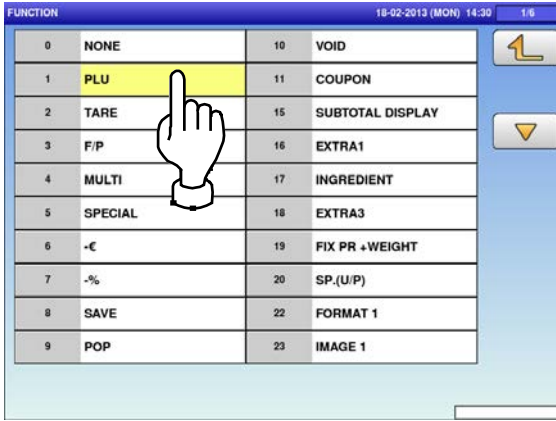 FUNCTION 18-02-2013 (MON) 14:30 1/6
0 NONE 10 VOID
1 PLU 11 COUPON
2 TARE 15 SUBTOTAL DISPLAY
3 F/P 16 EXTRA1
4 MULTI 17 INGREDIENT
5 SPECIAL 18 EXTRA3
6 -€ 19 FIX PR +WEIGHT
7 -% 20 SP.(U/P)
8 SAVE 22 FORMAT 1
9 POP 23 IMAGE 1